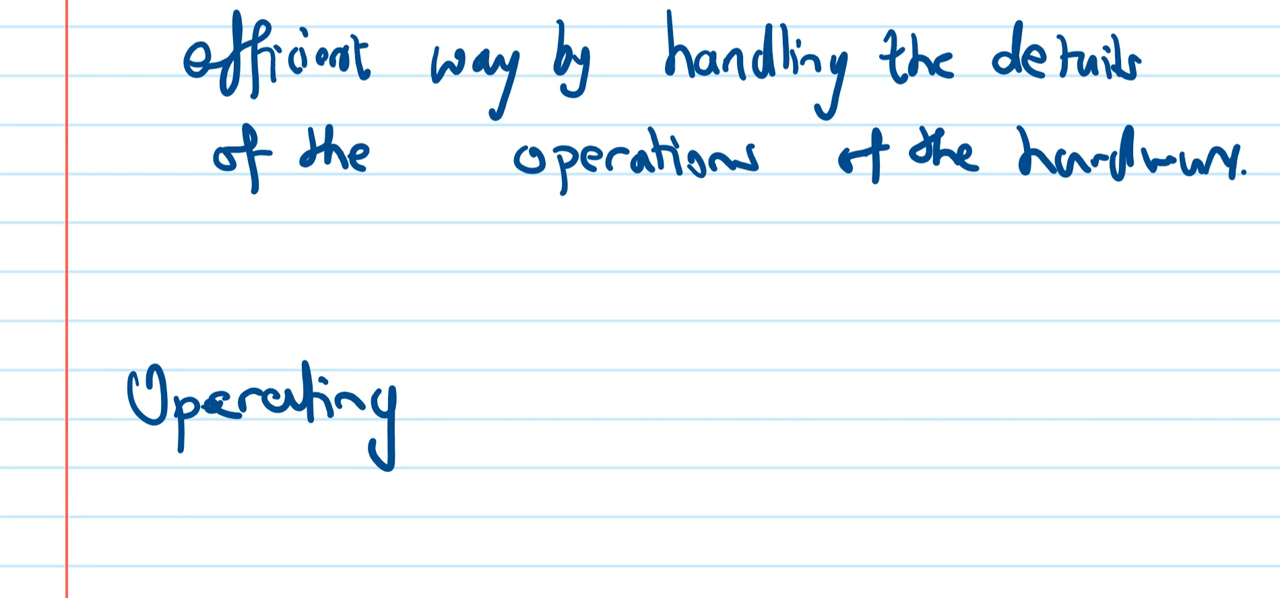 efficient way by handling the details
of the operations of the hardware.
Operating